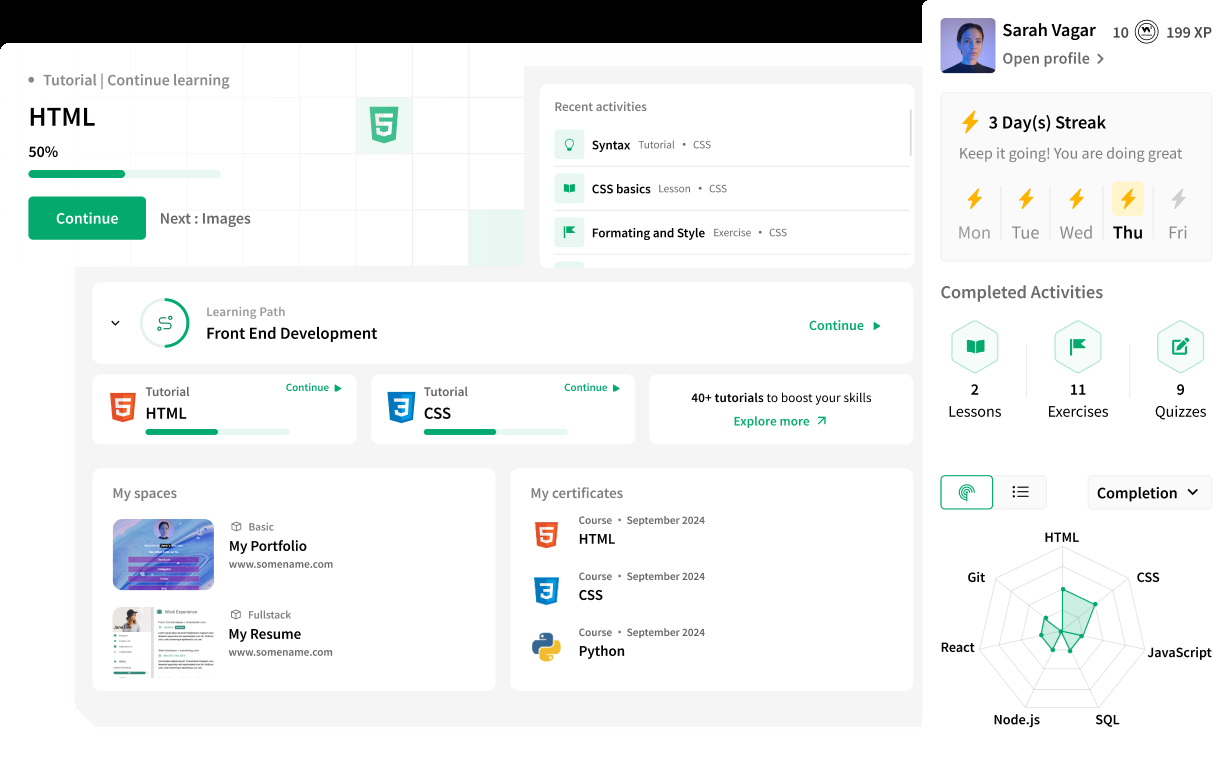 Tutorial | Continue learning
HTML
50%
Continue
Next : Images
Recent activities
Syntax Tutorial • CSS
CSS basics Lesson • CSS
Formating and Style Exercise • CSS
Learning Path
Front End Development
Continue
Tutorial
HTML
Continue
Tutorial
CSS
Continue
40+ tutorials to boost your skills
Explore more
My spaces
Basic
My Portfolio
www.somename.com
Work Experience
Fullstack
My Resume
www.somename.com
My certificates
Course • September 2024
HTML
Course • September 2024
CSS
Course • September 2024
Python
Sarah Vagar
10
199 XP
Open profile
3 Day(s) Streak
Keep it going! You are doing great
Mon Tue Wed Thu Fri
Completed Activities
2 11 9
Lessons Exercises Quizzes
Completion
HTML
Git CSS
React JavaScript
Node.js SQL